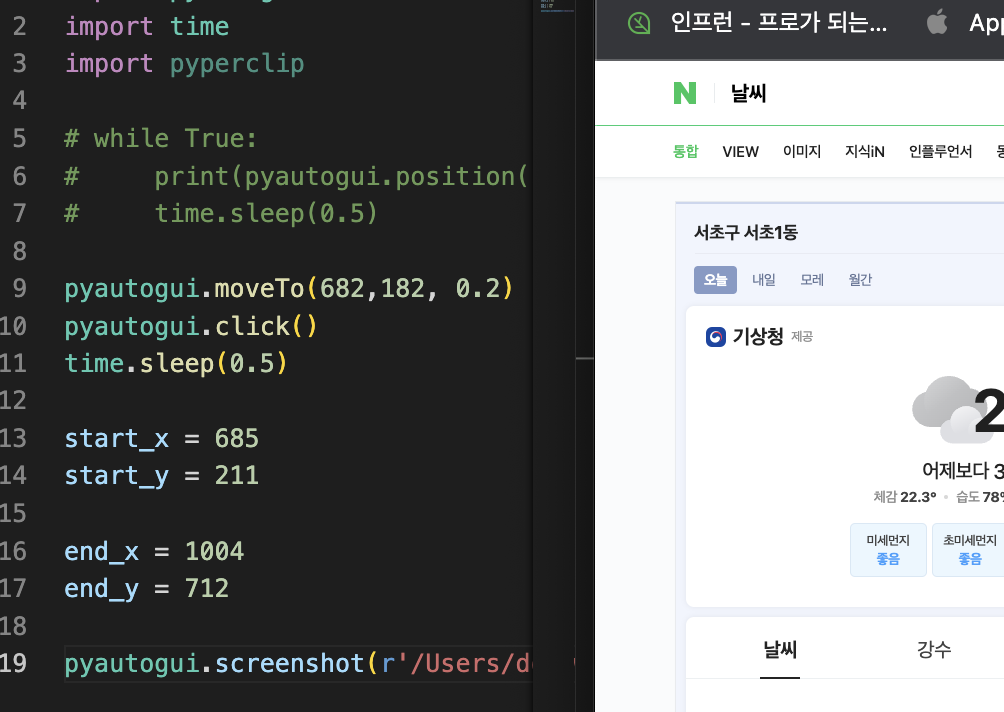 2 import time
3 import pyperclip
4
5 # while True:
6 #     print(pyautogui.position(
7 #     time.sleep(0.5)
8
9 pyautogui.moveTo(682,182, 0.2)
10 pyautogui.click()
11 time.sleep(0.5)
12
13 start_x = 685
14 start_y = 211
15
16 end_x = 1004
17 end_y = 712
18
19 pyautogui.screenshot(r'/Users/d
인프런 - 프로가 되는...
N 날씨
통합 VIEW 이미지 지식iN 인플루언서
서초구 서초1동
오늘 내일 모레 월간
기상청 제공
2
어제보다 3
체감 22.3° 습도 78%
미세먼지 초미세먼지
좋음 좋음
날씨 강수